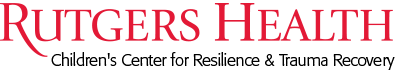 RUTGERS HEALTH
Children's Center for Resilience & Trauma Recovery